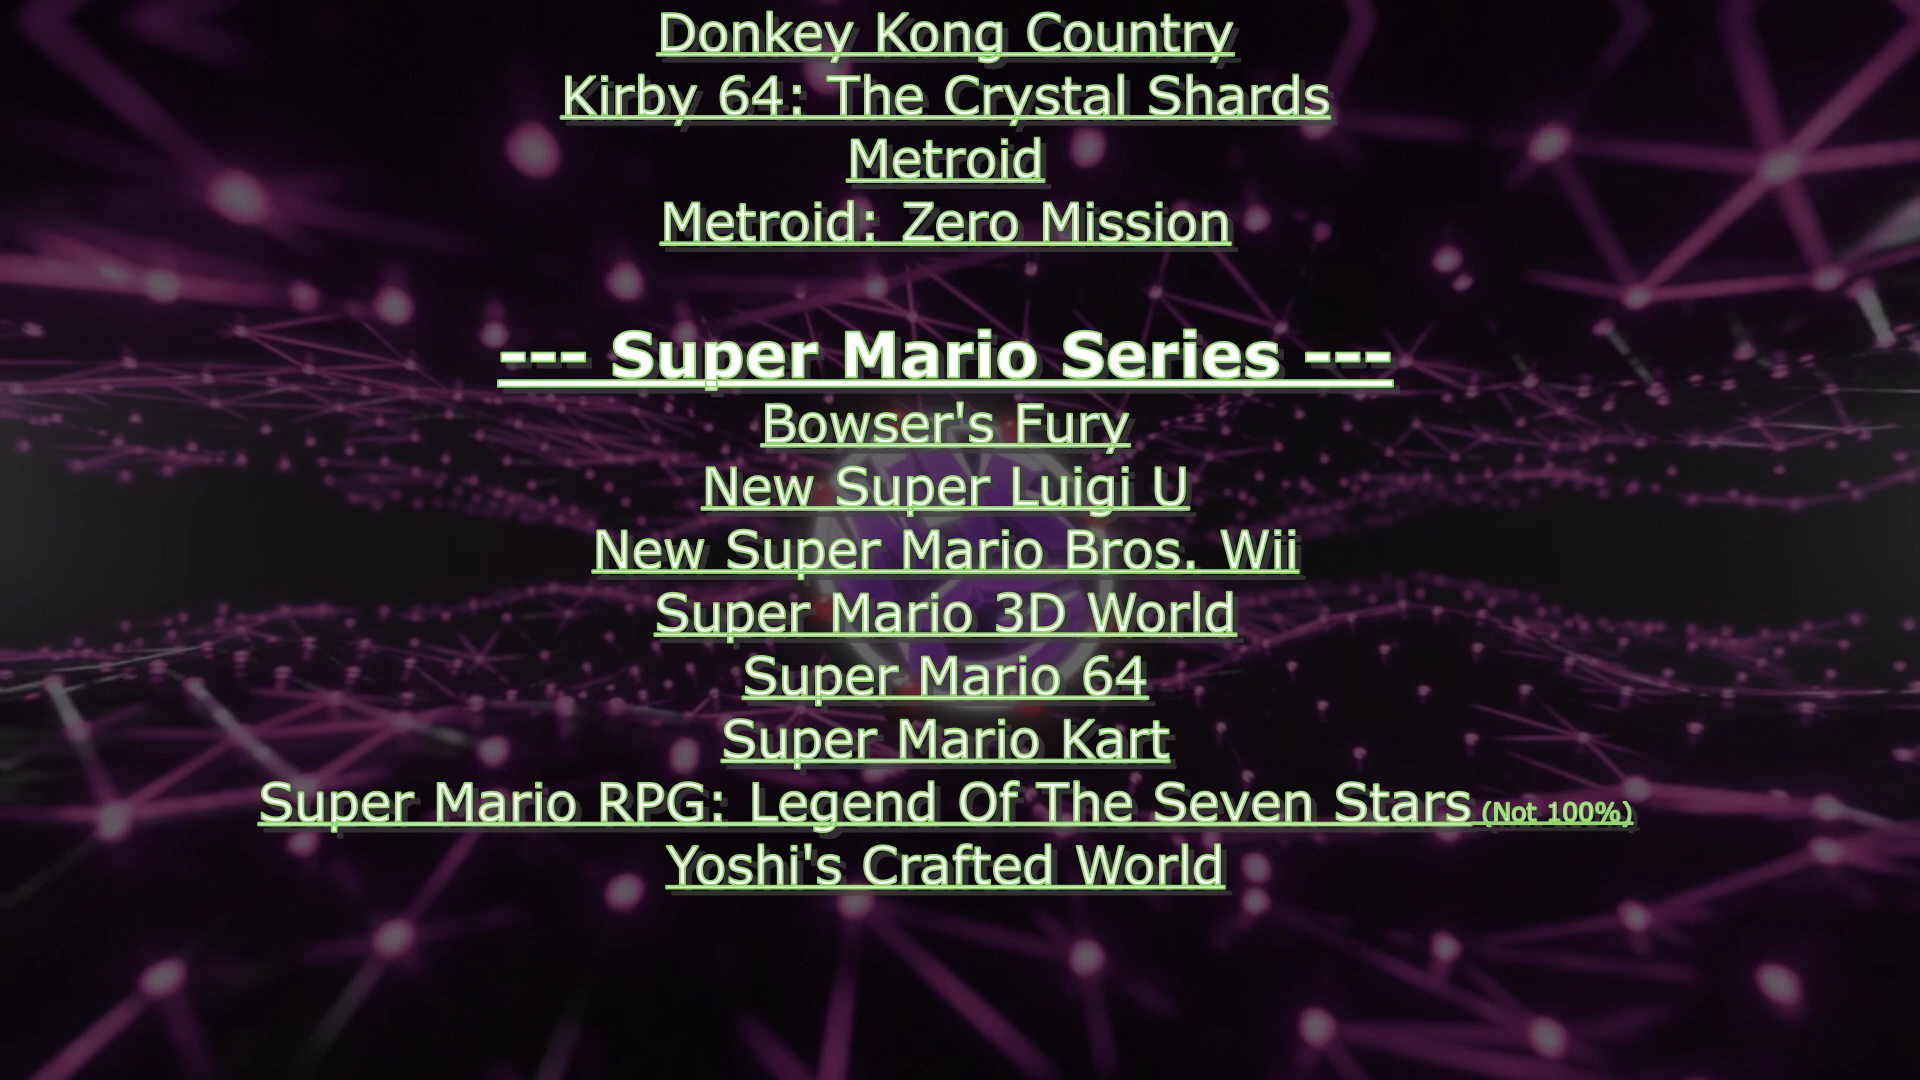 Donkey Kong Country
Kirby 64: The Crystal Shards
Metroid
Metroid: Zero Mission
--- Super Mario Series ---
Bowser's Fury
New Super Luigi U
New Super Mario Bros. Wii
Super Mario 3D World
Super Mario 64
Super Mario Kart
Super Mario RPG: Legend Of The Seven Stars (Not 100%)
Yoshi's Crafted World